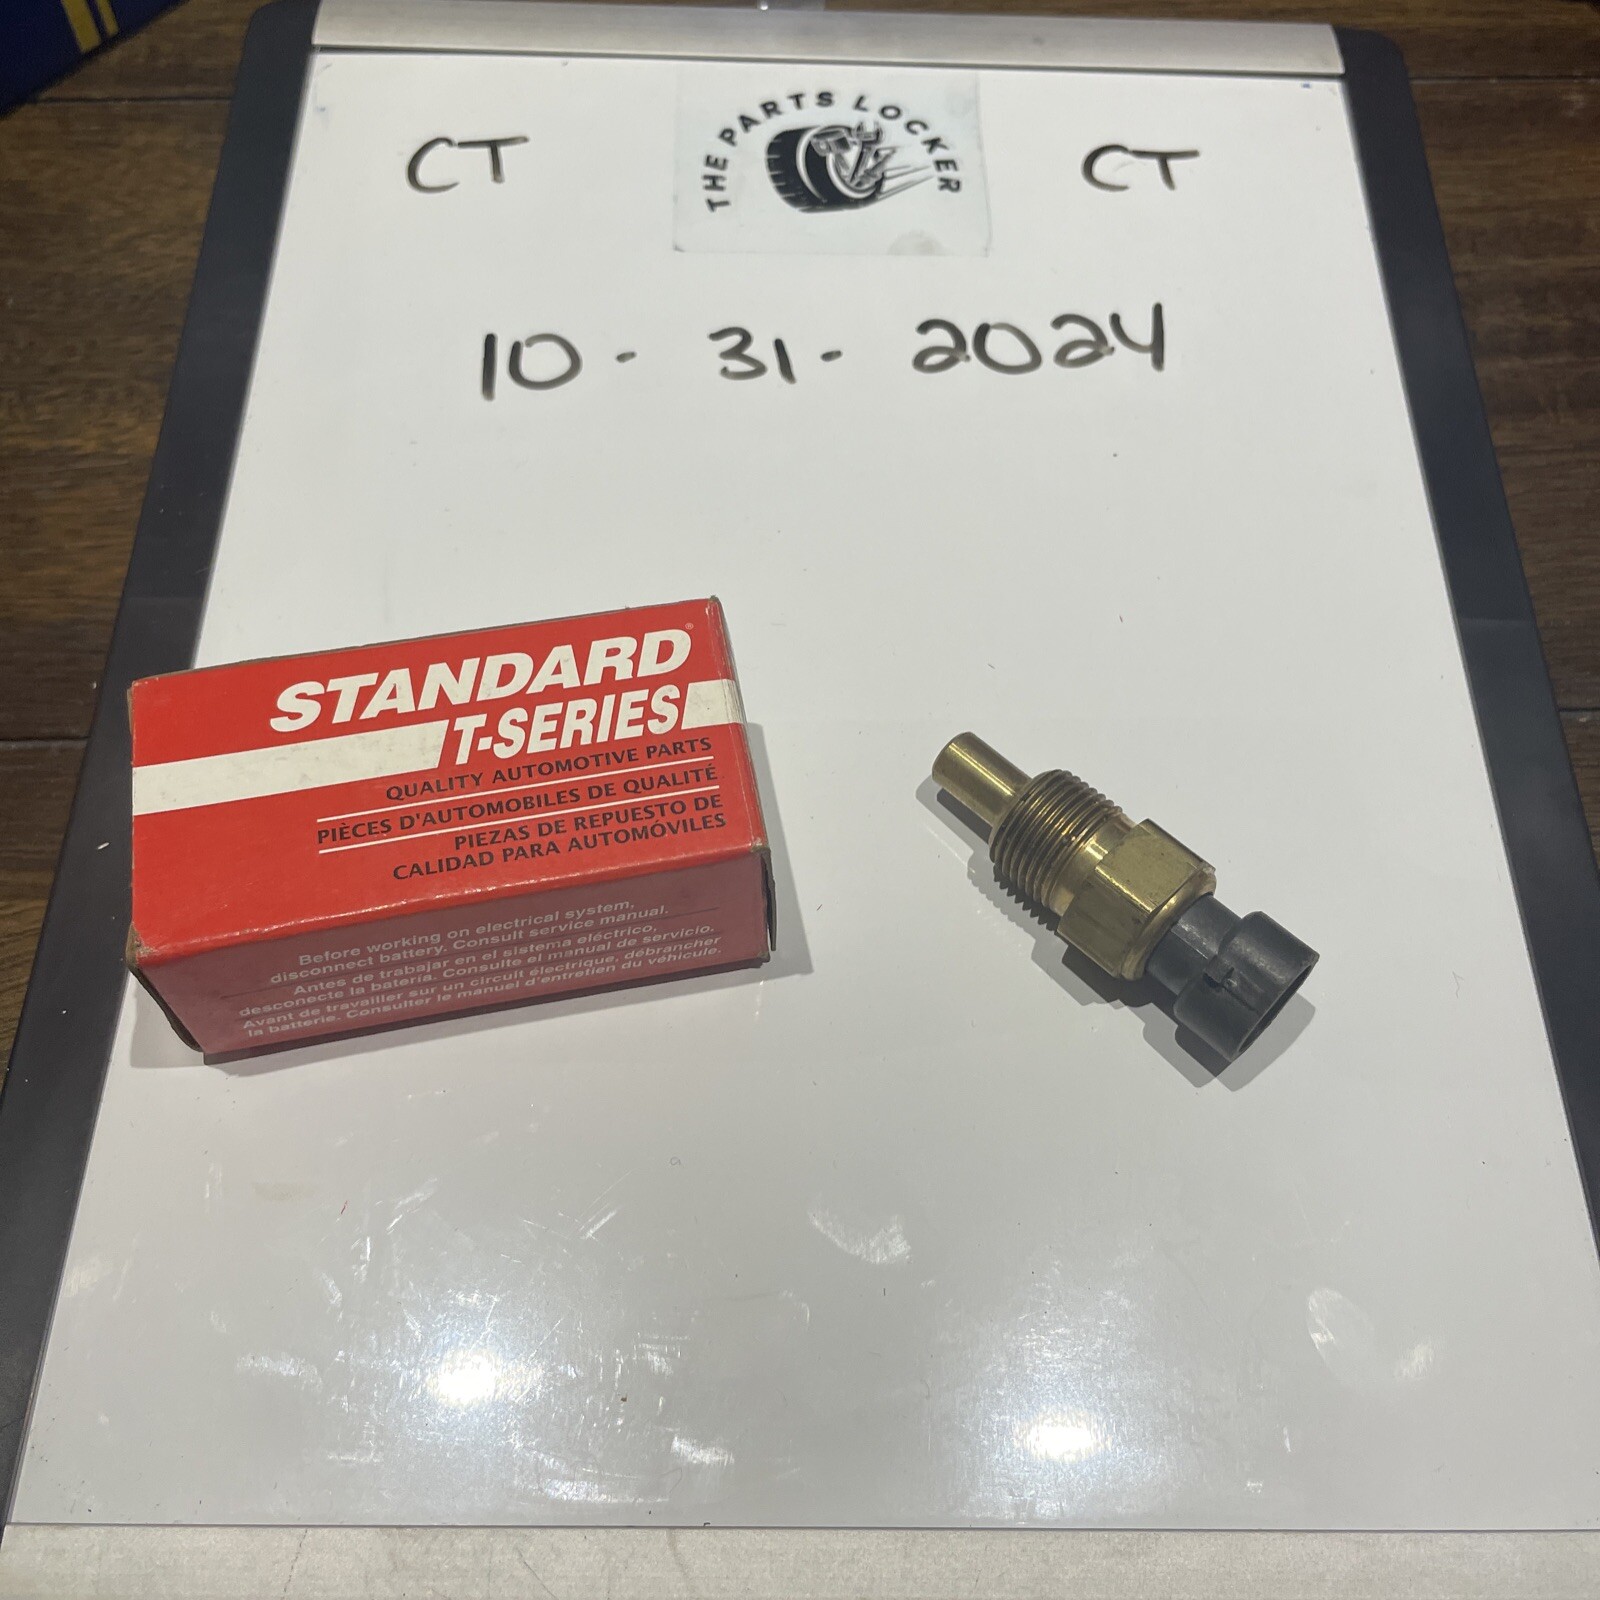 THE PARTS LOCKER
CT
CT
10 - 31 - 2024
STANDARD®
T-SERIES
QUALITY AUTOMOTIVE PARTS
PIÈCES D'AUTOMOBILES DE QUALITÉ
PIEZAS DE REPUESTO DE
CALIDAD PARA AUTOMÓVILES
Before working on electrical system,
disconnect battery. Consult service manual.
Antes de trabajar en el sistema eléctrico,
desconecte la batería. Consulte el manual de servicio.
Avant de travailler sur un circuit électrique, débrancher
la batterie. Consulter le manuel d'entretien du véhicule.